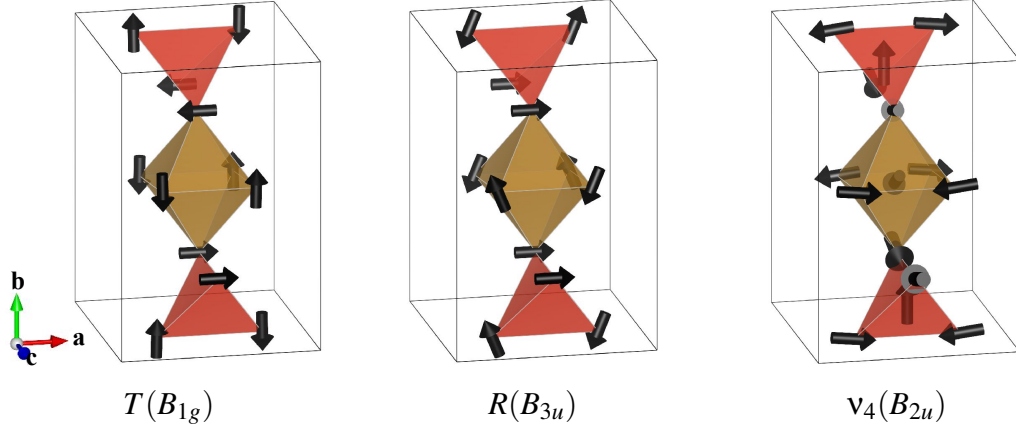 b
a
c
T(B₁g)
R(B₃ᵤ)
ν₄(B₂ᵤ)